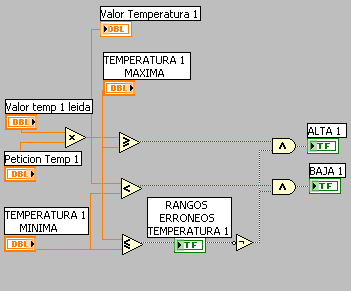 Valor Temperatura 1
DBL
TEMPERATURA 1
MAXIMA
DBL
Valor temp 1 leida
DBL
Peticion Temp 1
DBL
ALTA 1
TF
BAJA 1
TF
TEMPERATURA 1
MINIMA
DBL
RANGOS
ERRONEOS
TEMPERATURA 1
TF